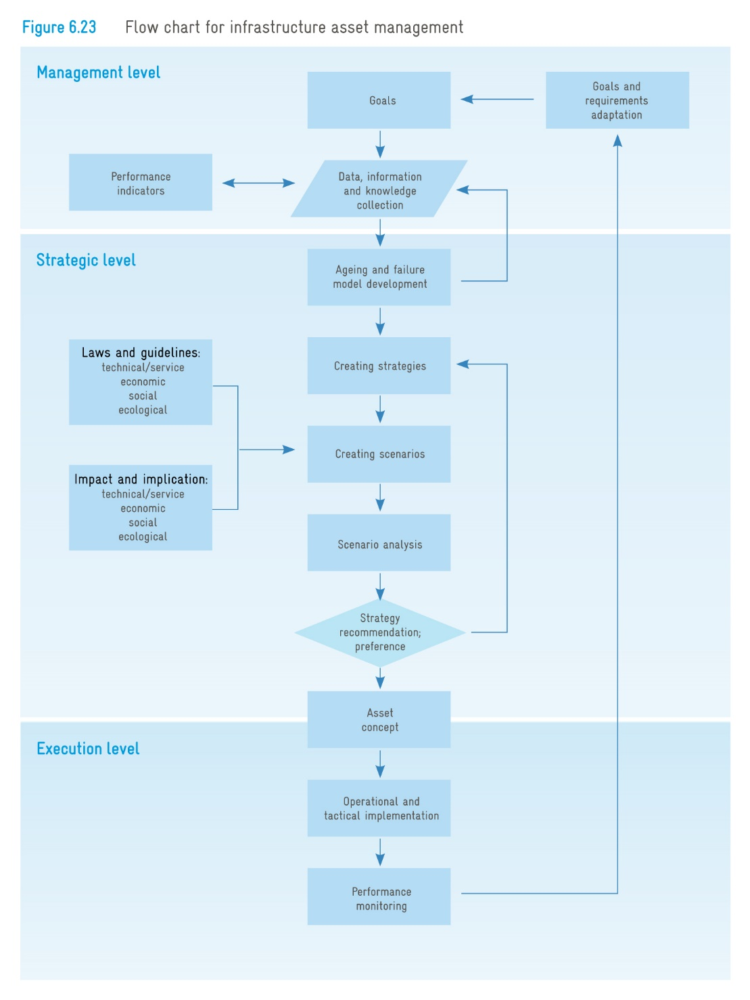 Figure 6.23 Flow chart for infrastructure asset management
Management level
Goals
Goals and
requirements
adaptation
Performance
indicators
Data, information
and knowledge
collection
Strategic level
Ageing and failure
model development
Laws and guidelines:
technical/service
economic
social
ecological
Creating strategies
Impact and implication:
technical/service
economic
social
ecological
Creating scenarios
Scenario analysis
Strategy
recommendation;
preference
Asset
concept
Execution level
Operational and
tactical implementation
Performance
monitoring